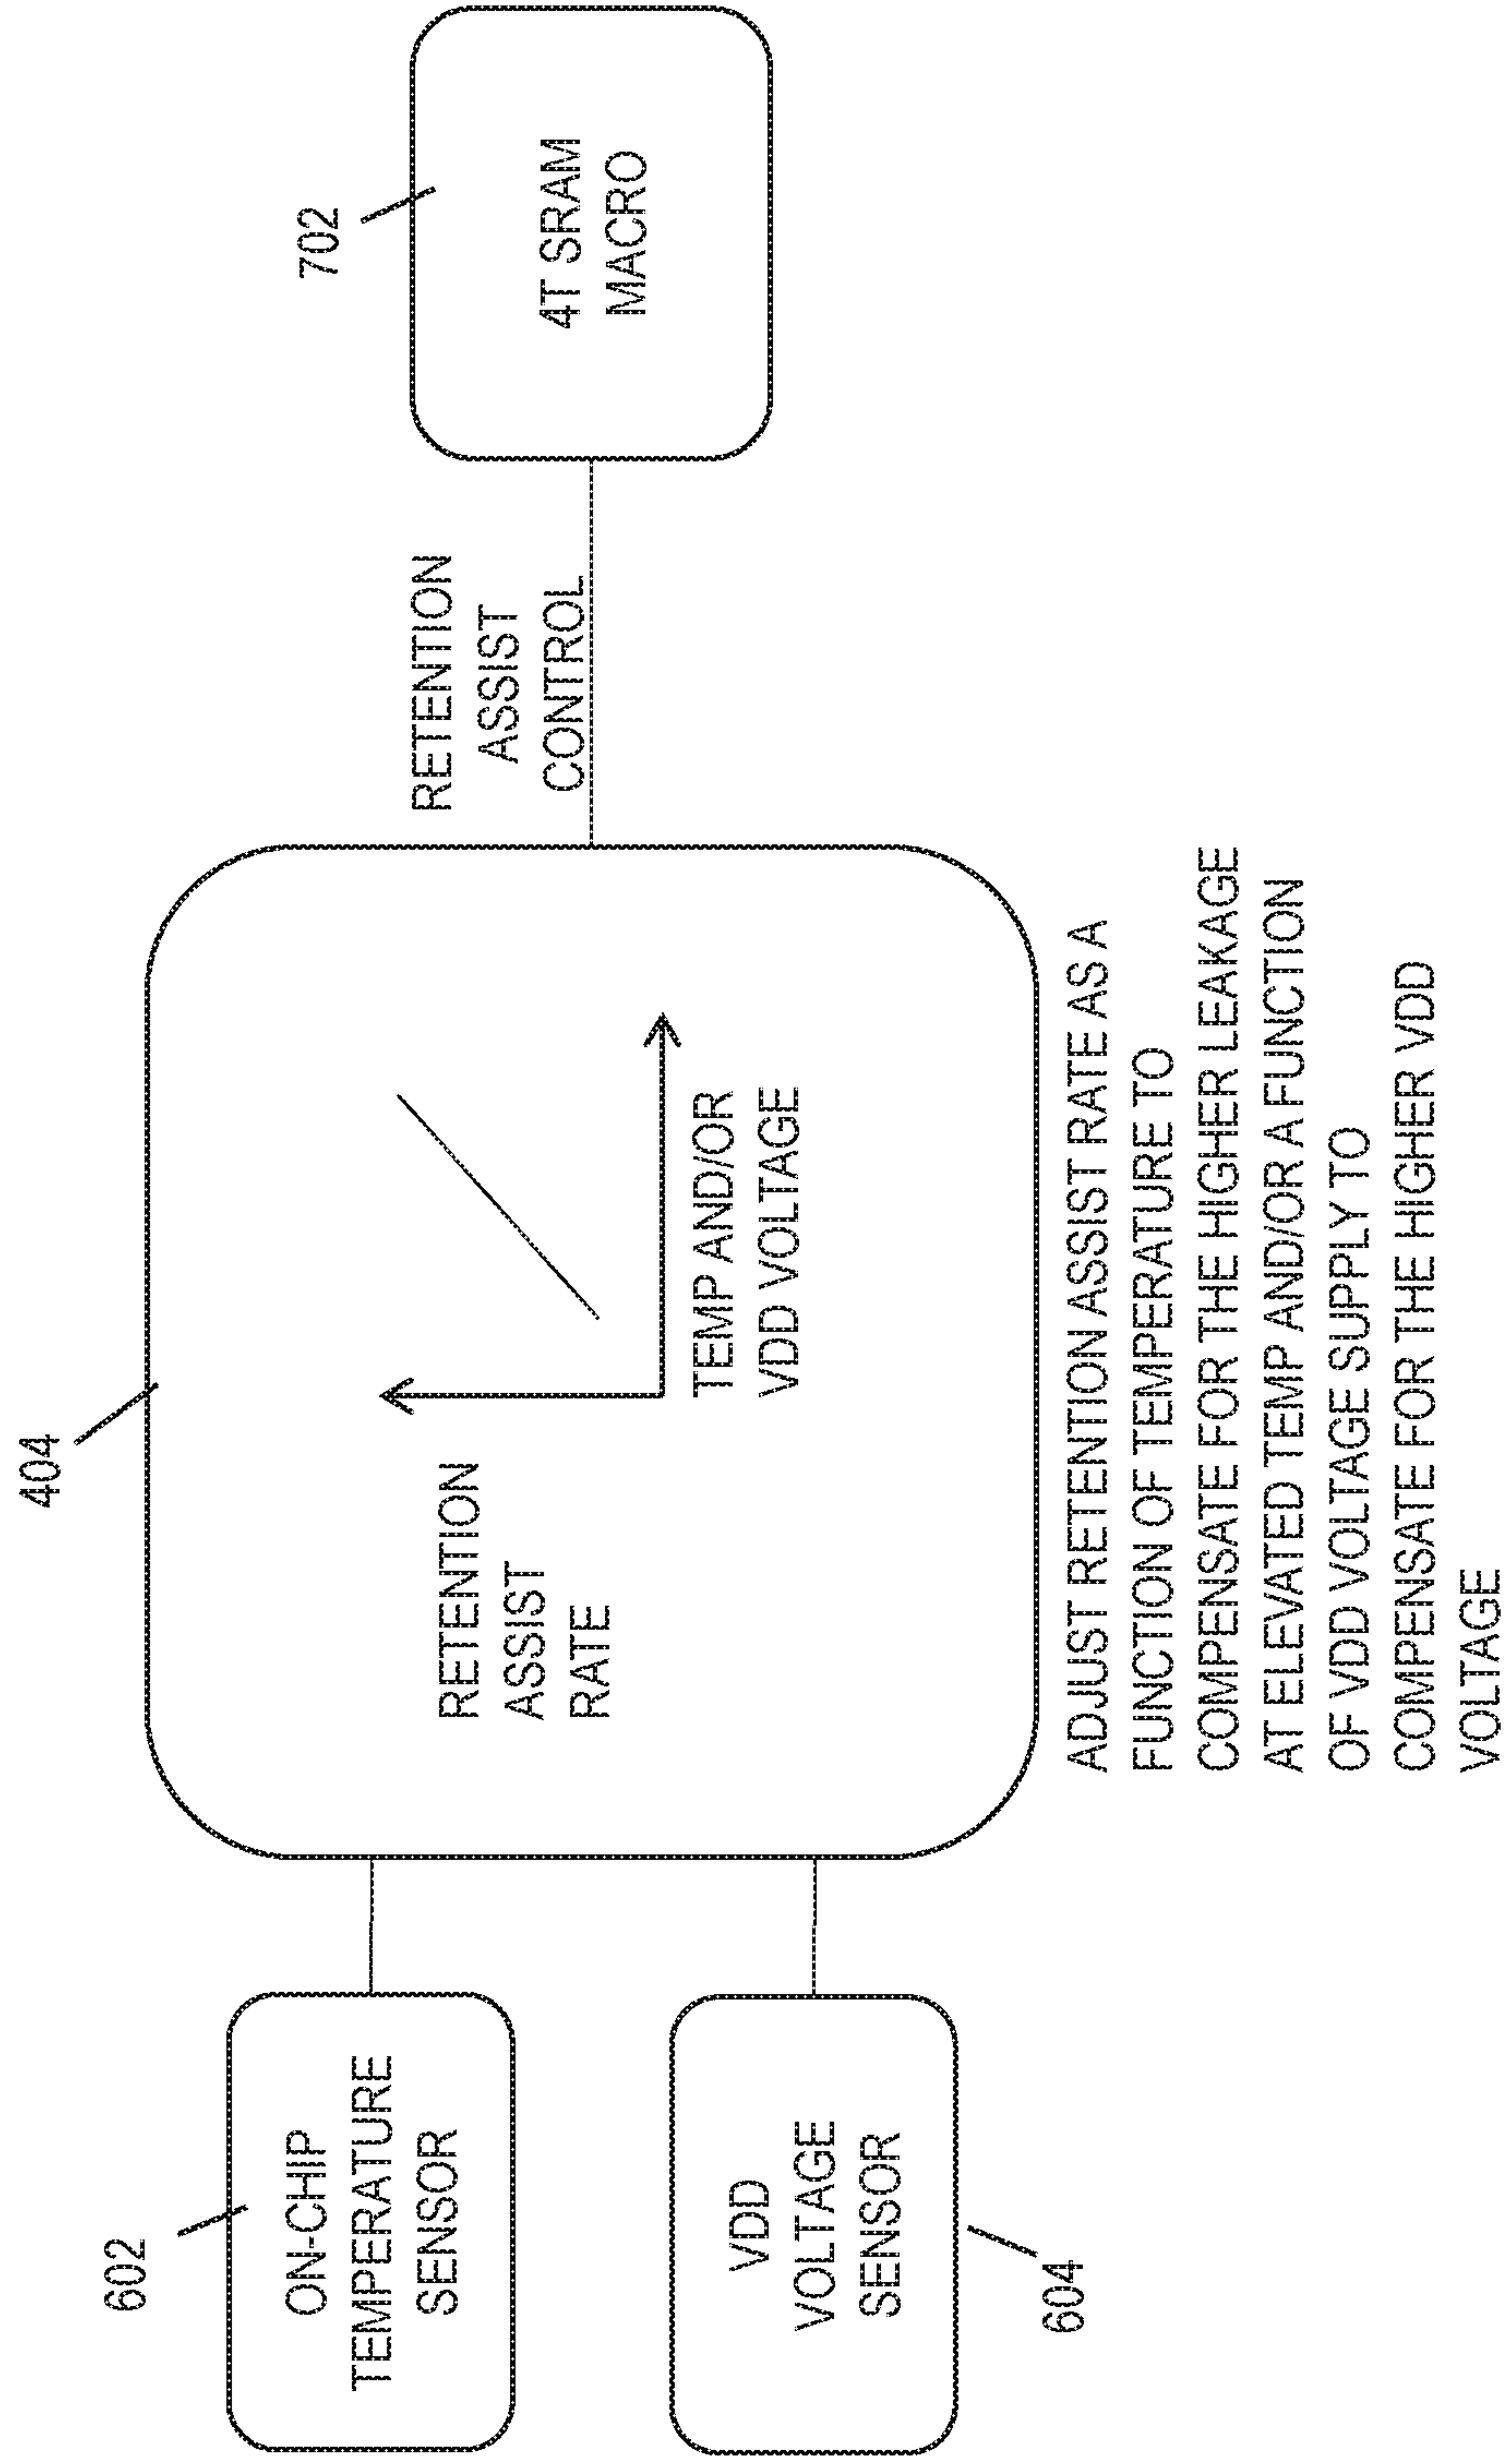 602
ON-CHIP
TEMPERATURE
SENSOR
VDD
VOLTAGE
SENSOR
604
404
RETENTION
ASSIST
RATE
TEMP AND/OR
VDD VOLTAGE
ADJUST RETENTION ASSIST RATE AS A
FUNCTION OF TEMPERATURE TO
COMPENSATE FOR THE HIGHER LEAKAGE
AT ELEVATED TEMP AND/OR A FUNCTION
OF VDD VOLTAGE SUPPLY TO
COMPENSATE FOR THE HIGHER VDD
VOLTAGE
RETENTION
ASSIST
CONTROL
702
4T SRAM
MACRO